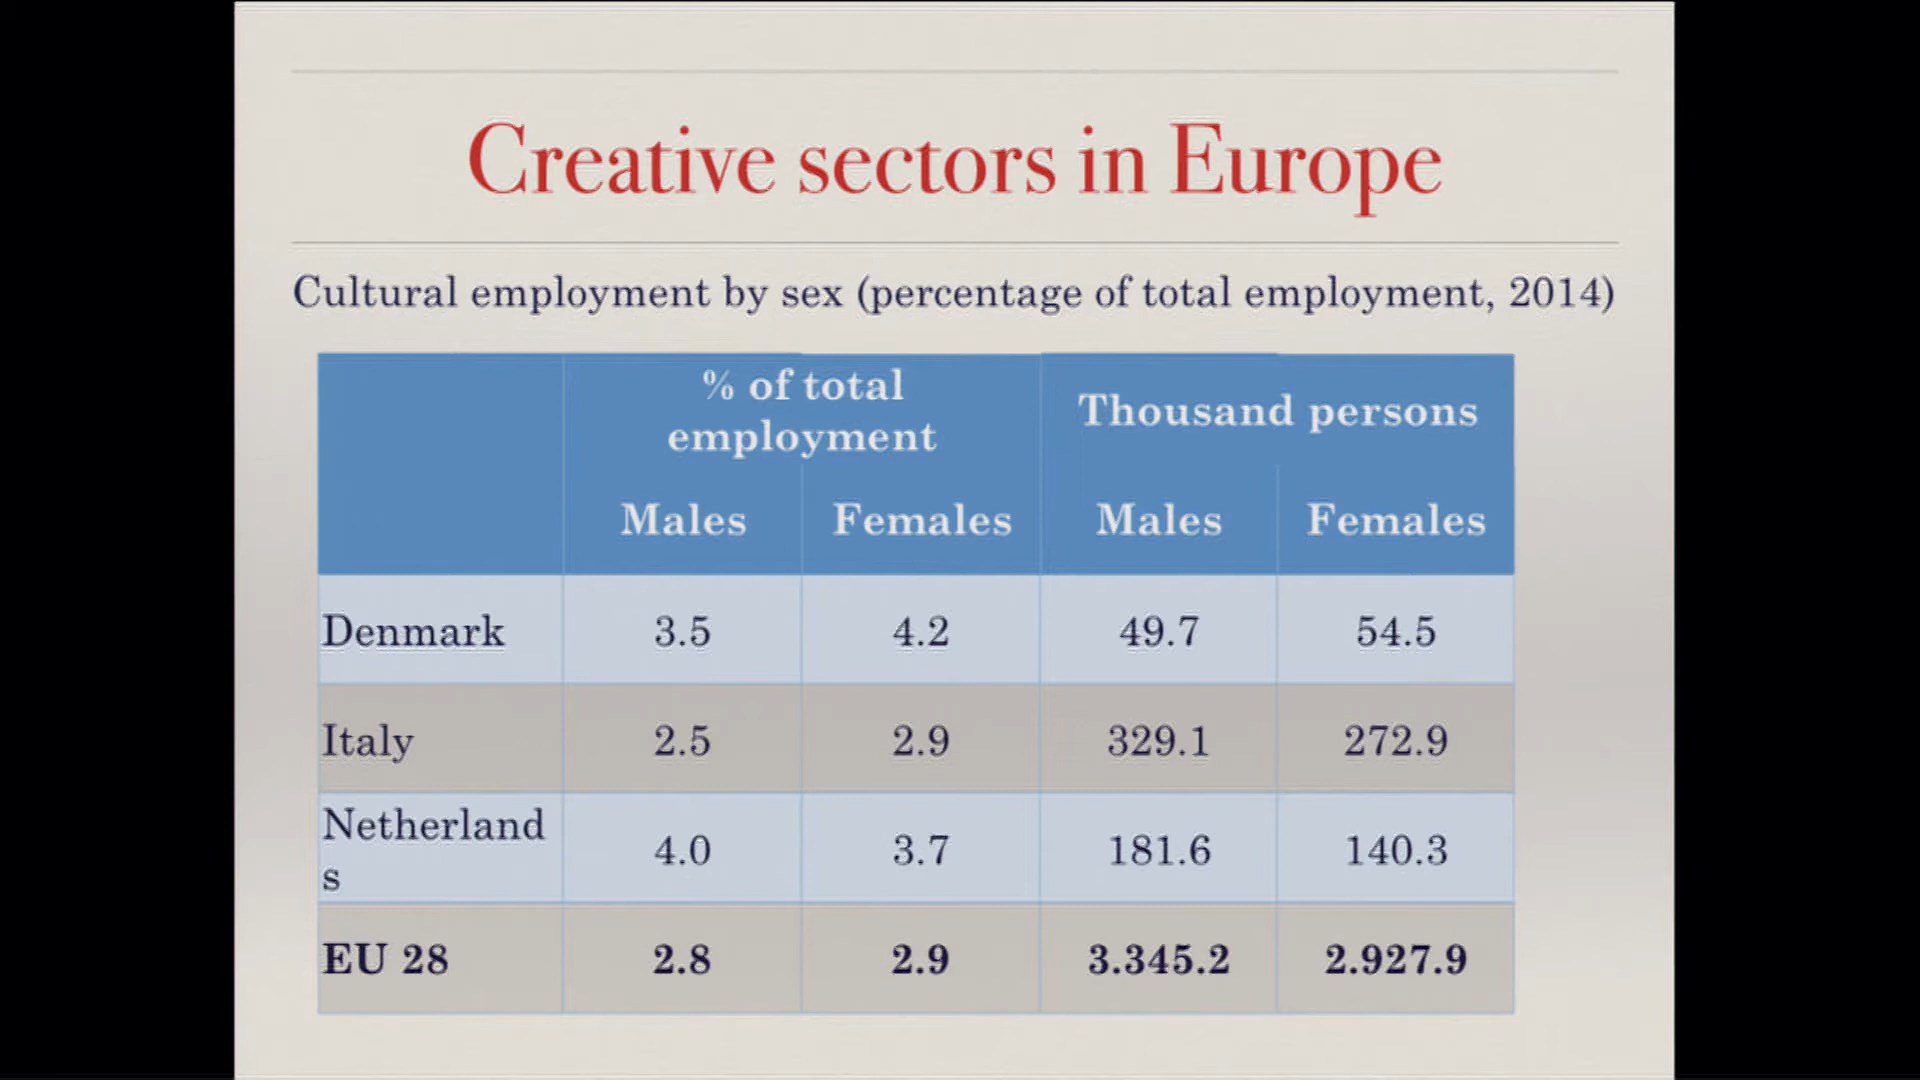 Creative sectors in Europe
Cultural employment by sex (percentage of total employment, 2014)
% of total
employment
Thousand persons
Males Females Males Females
Denmark 3.5 4.2 49.7 54.5
Italy 2.5 2.9 329.1 272.9
Netherland
s 4.0 3.7 181.6 140.3
EU 28 2.8 2.9 3.345.2 2.927.9